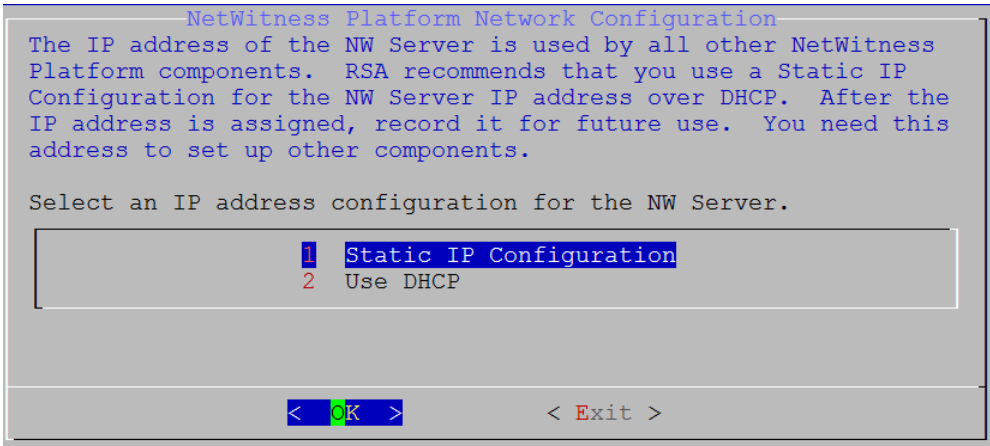 NetWitness Platform Network Configuration
The IP address of the NW Server is used by all other NetWitness
Platform components.  RSA recommends that you use a Static IP
Configuration for the NW Server IP address over DHCP.  After the
IP address is assigned, record it for future use.  You need this
address to set up other components.
Select an IP address configuration for the NW Server.
1  Static IP Configuration
2  Use DHCP
<  OK  >    < Exit >